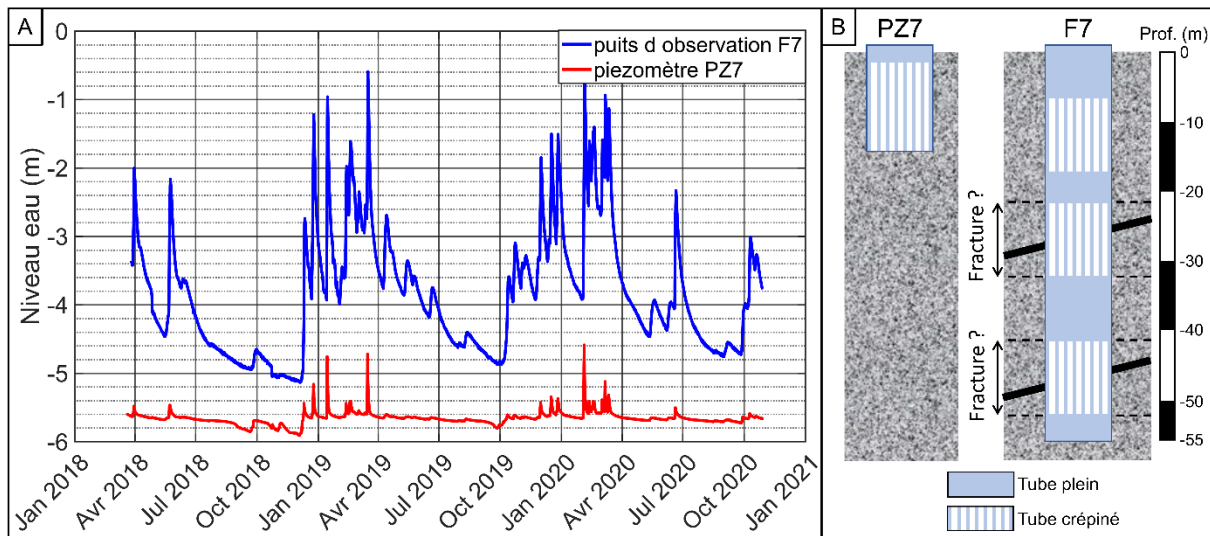 A
puits d observation F7
piezomètre PZ7
Niveau eau (m)
0
-1
-2
-3
-4
-5
-6
Jan 2018
Avr 2018
Jul 2018
Oct 2018
Jan 2019
Avr 2019
Jul 2019
Oct 2019
Jan 2020
Avr 2020
Jul 2020
Oct 2020
Jan 2021
B
PZ7
F7
Prof. (m)
0
-10
-20
-30
-40
-50
-55
Fracture ?
Fracture ?
Tube plein
Tube crépiné